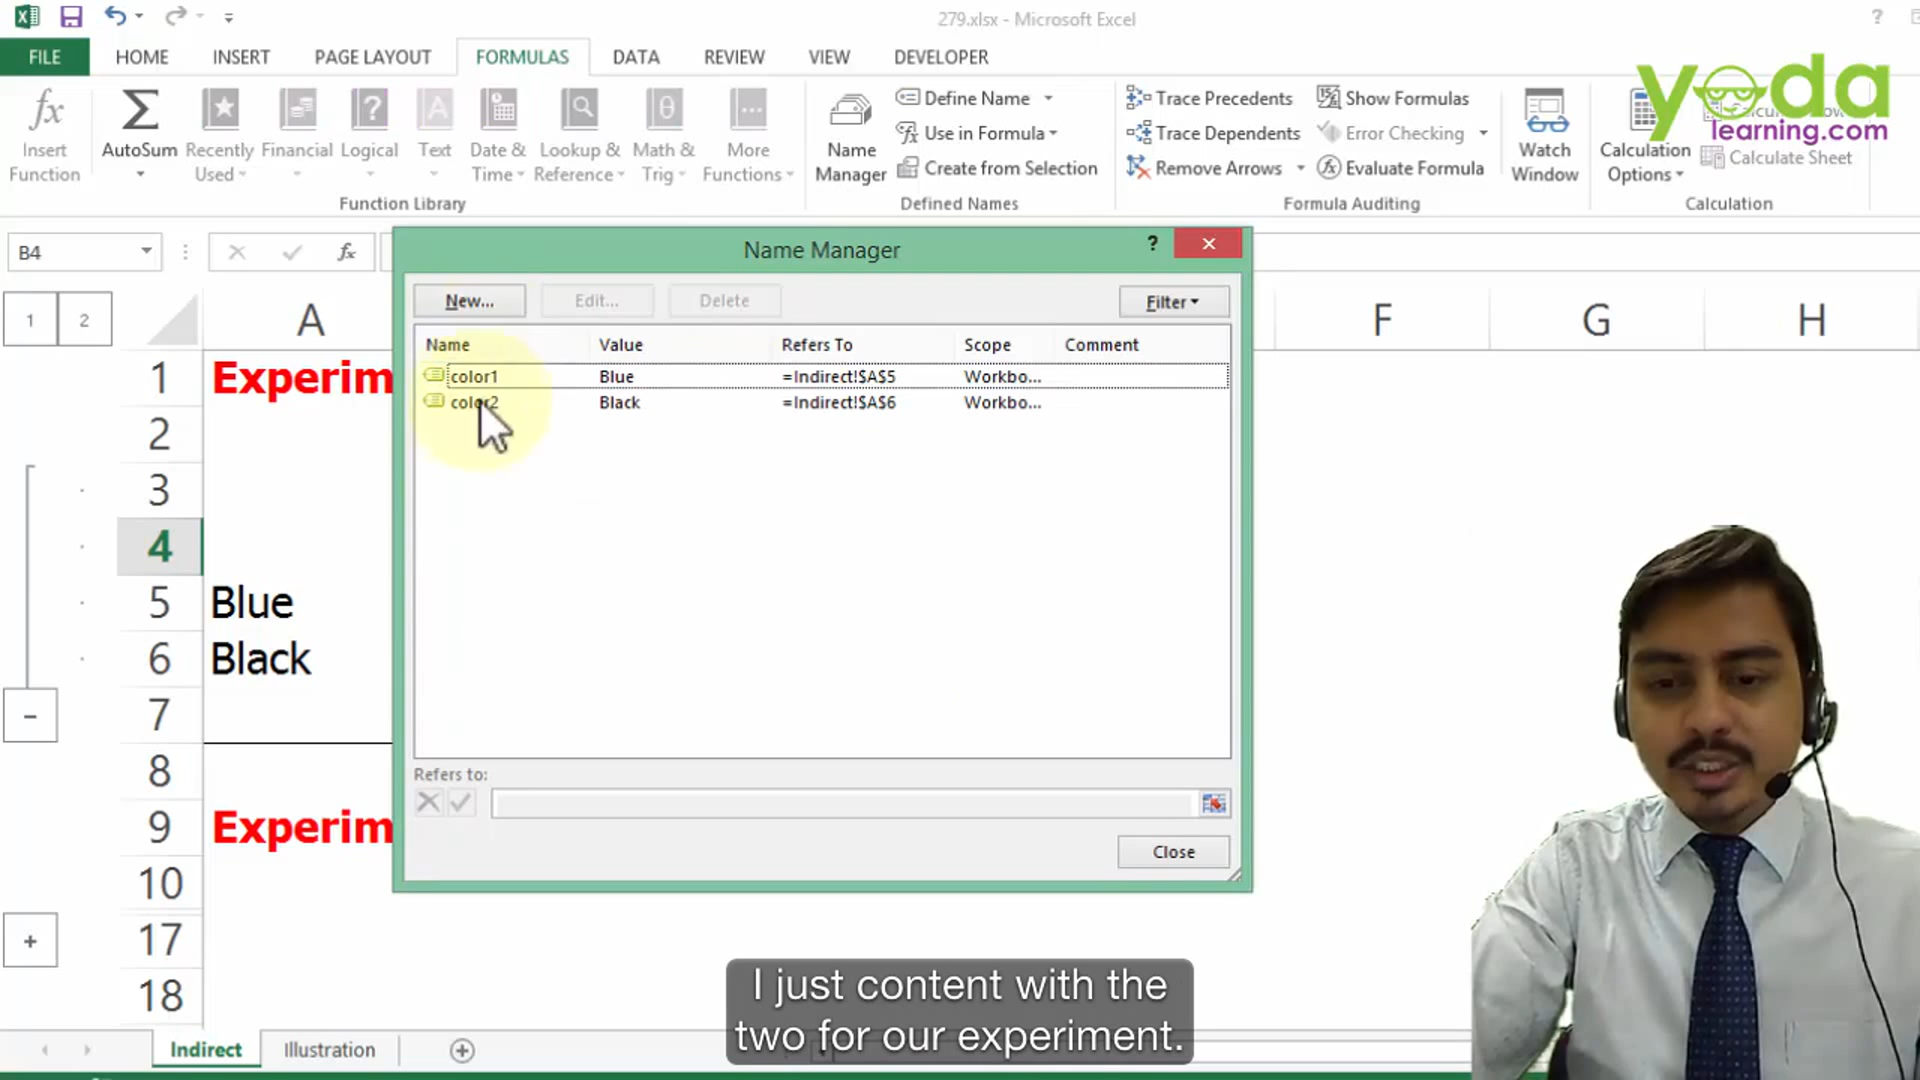 279.xlsx - Microsoft Excel
?
FILE HOME INSERT PAGE LAYOUT FORMULAS DATA REVIEW VIEW DEVELOPER
yoda
learning.com
fx Insert Function
Σ AutoSum
Recently Used
Financial
Logical
Text
Date & Time
Lookup & Reference
Math & Trig
More Functions
Function Library
Name Manager
Define Name
Use in Formula
Create from Selection
Defined Names
Trace Precedents
Trace Dependents
Remove Arrows
Show Formulas
Error Checking
Evaluate Formula
Formula Auditing
Watch Window
Calculation Options
Calculate Sheet
Calculation
B4
fx
Name Manager
?
New... Edit... Delete Filter
Name Value Refers To Scope Comment
color1 Blue =Indirect!$A$5 Workbo...
color2 Black =Indirect!$A$6 Workbo...
Refers to:
Close
1 2
A F G H
1 Experim
2
3
4
5 Blue
6 Black
7
8
9 Experim
10
17
18
I just content with the
two for our experiment.
Indirect Illustration